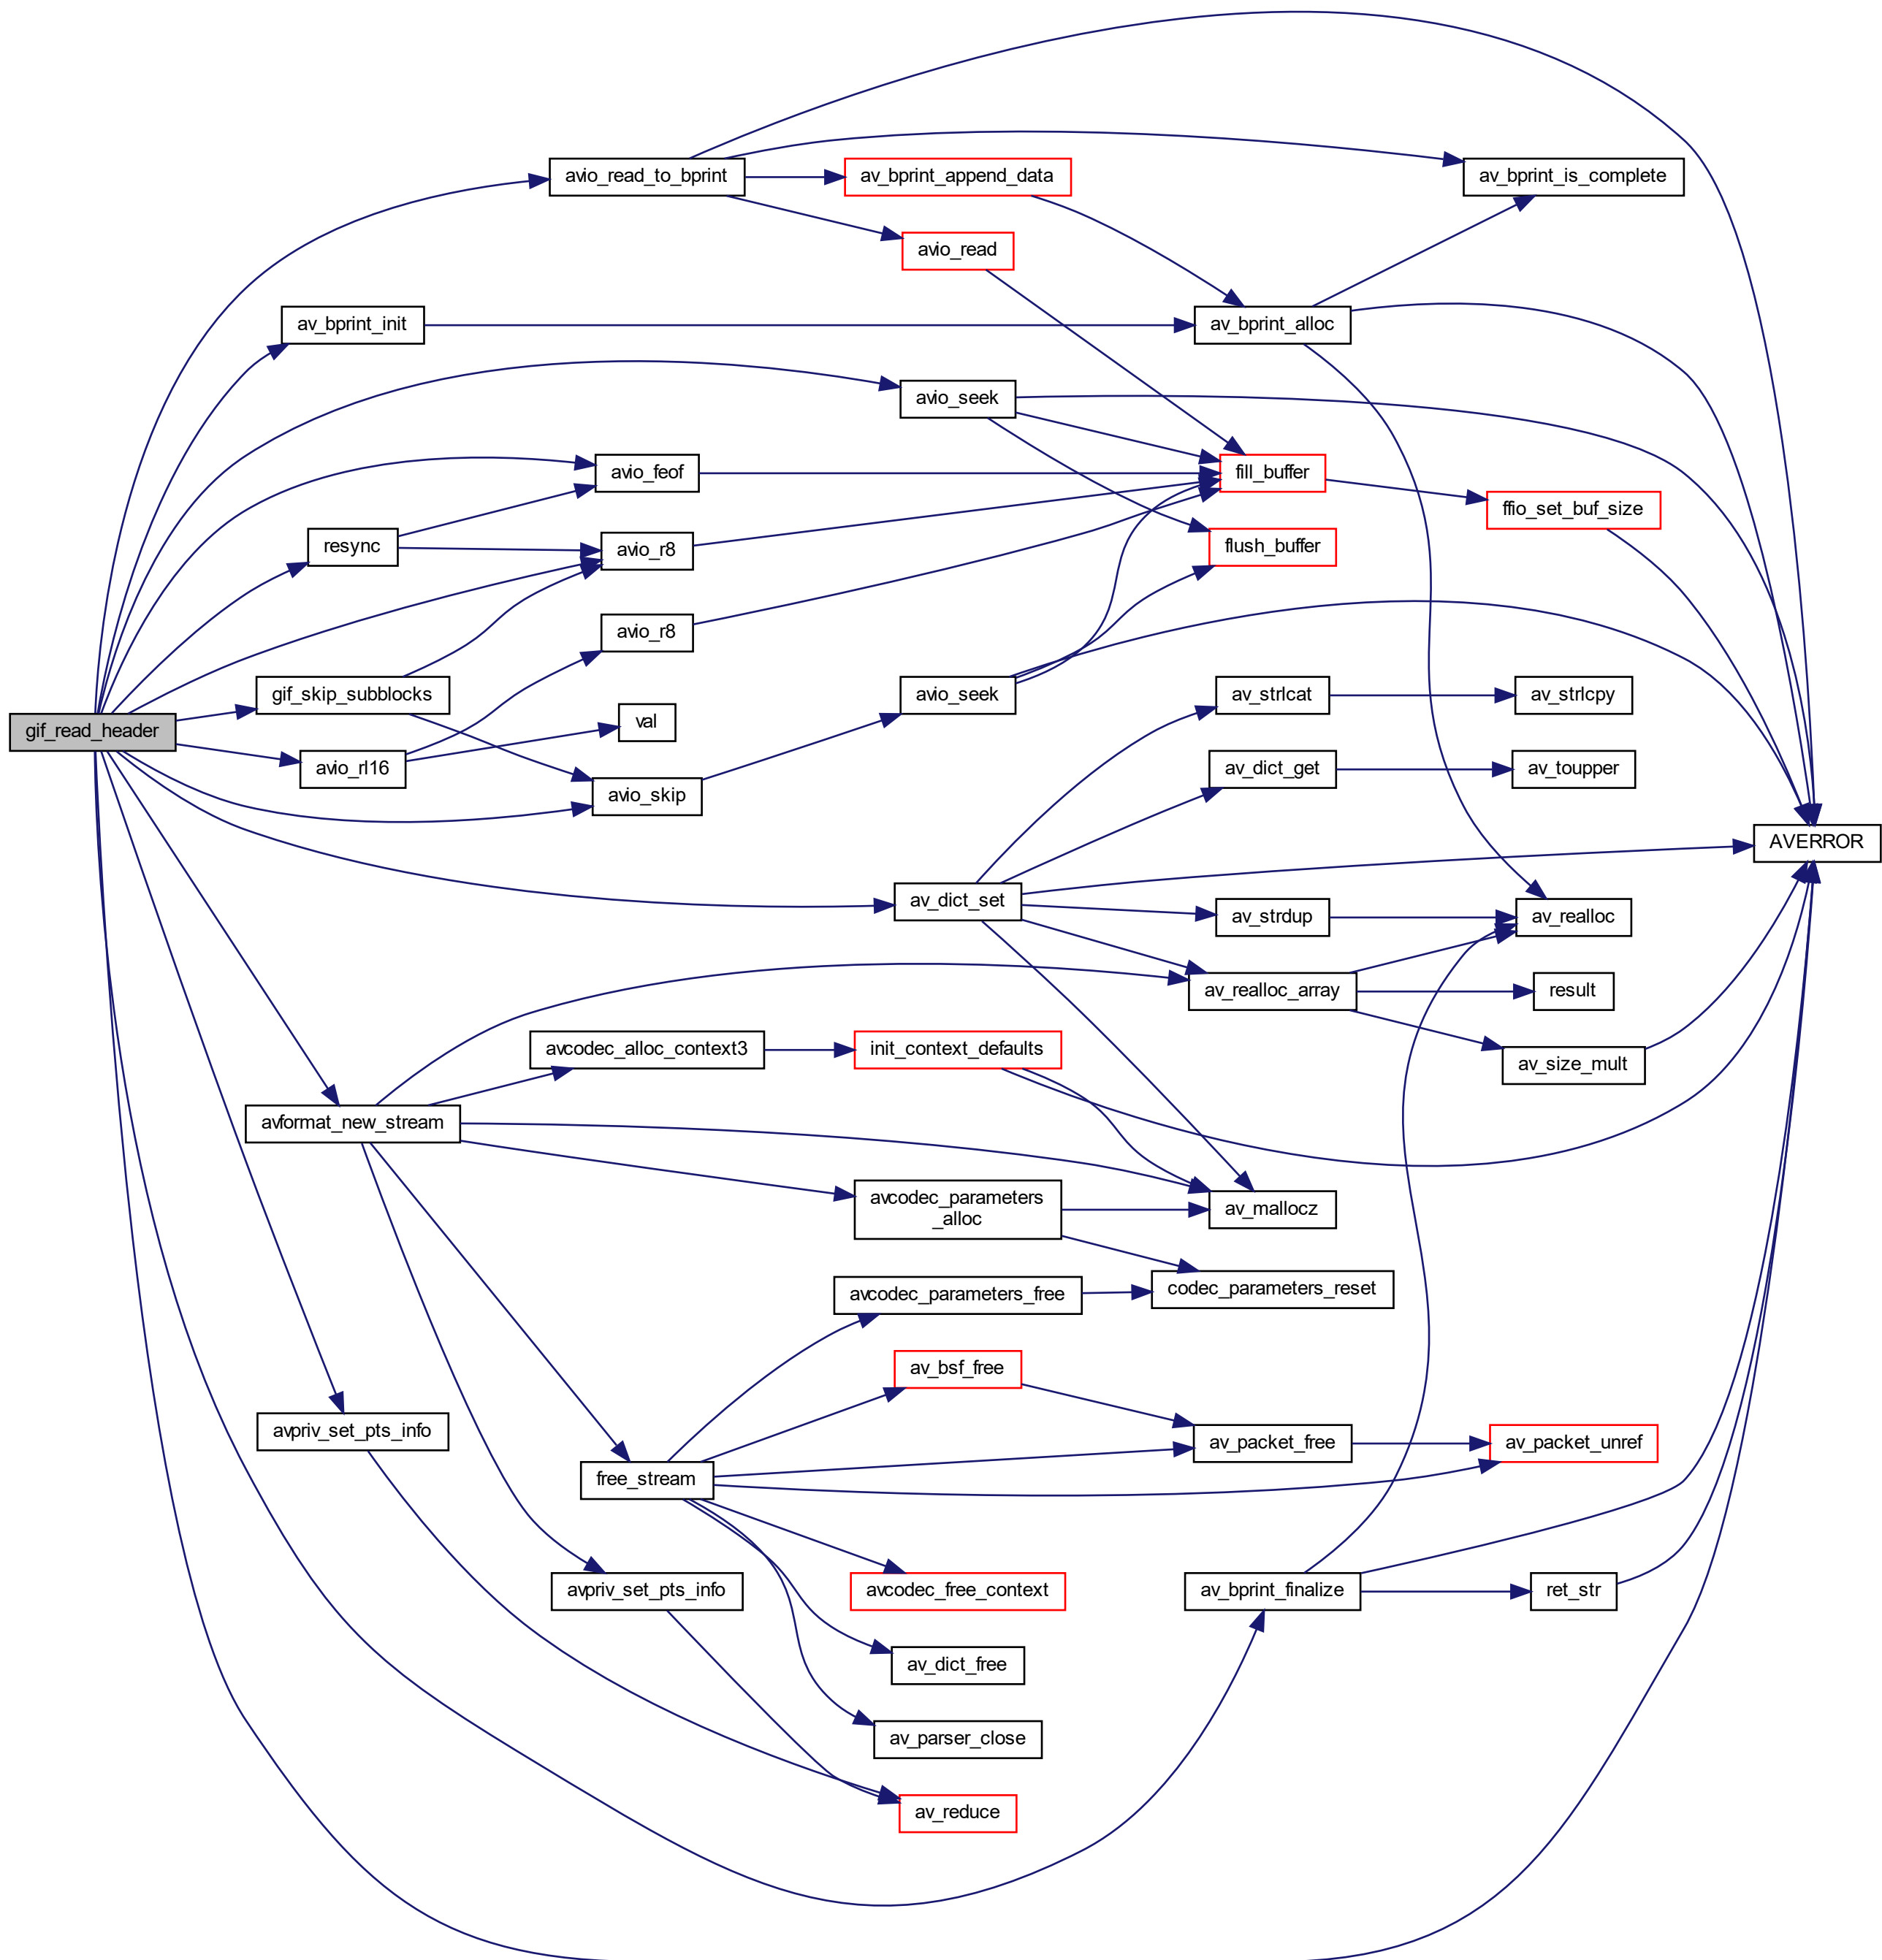 avio_read_to_bprint
av_bprint_append_data
av_bprint_is_complete
avio_read
av_bprint_init
av_bprint_alloc
avio_seek
avio_feof
fill_buffer
ffio_set_buf_size
resync
avio_r8
flush_buffer
avio_r8
gif_skip_subblocks
avio_seek
av_strlcat
av_strlcpy
val
gif_read_header
avio_rl16
av_dict_get
av_toupper
avio_skip
AVERROR
av_dict_set
av_strdup
av_realloc
av_realloc_array
result
avcodec_alloc_context3
init_context_defaults
av_size_mult
avformat_new_stream
avcodec_parameters
_alloc
av_mallocz
avcodec_parameters_free
codec_parameters_reset
av_bsf_free
avpriv_set_pts_info
av_packet_free
av_packet_unref
free_stream
avpriv_set_pts_info
avcodec_free_context
av_bprint_finalize
ret_str
av_dict_free
av_parser_close
av_reduce